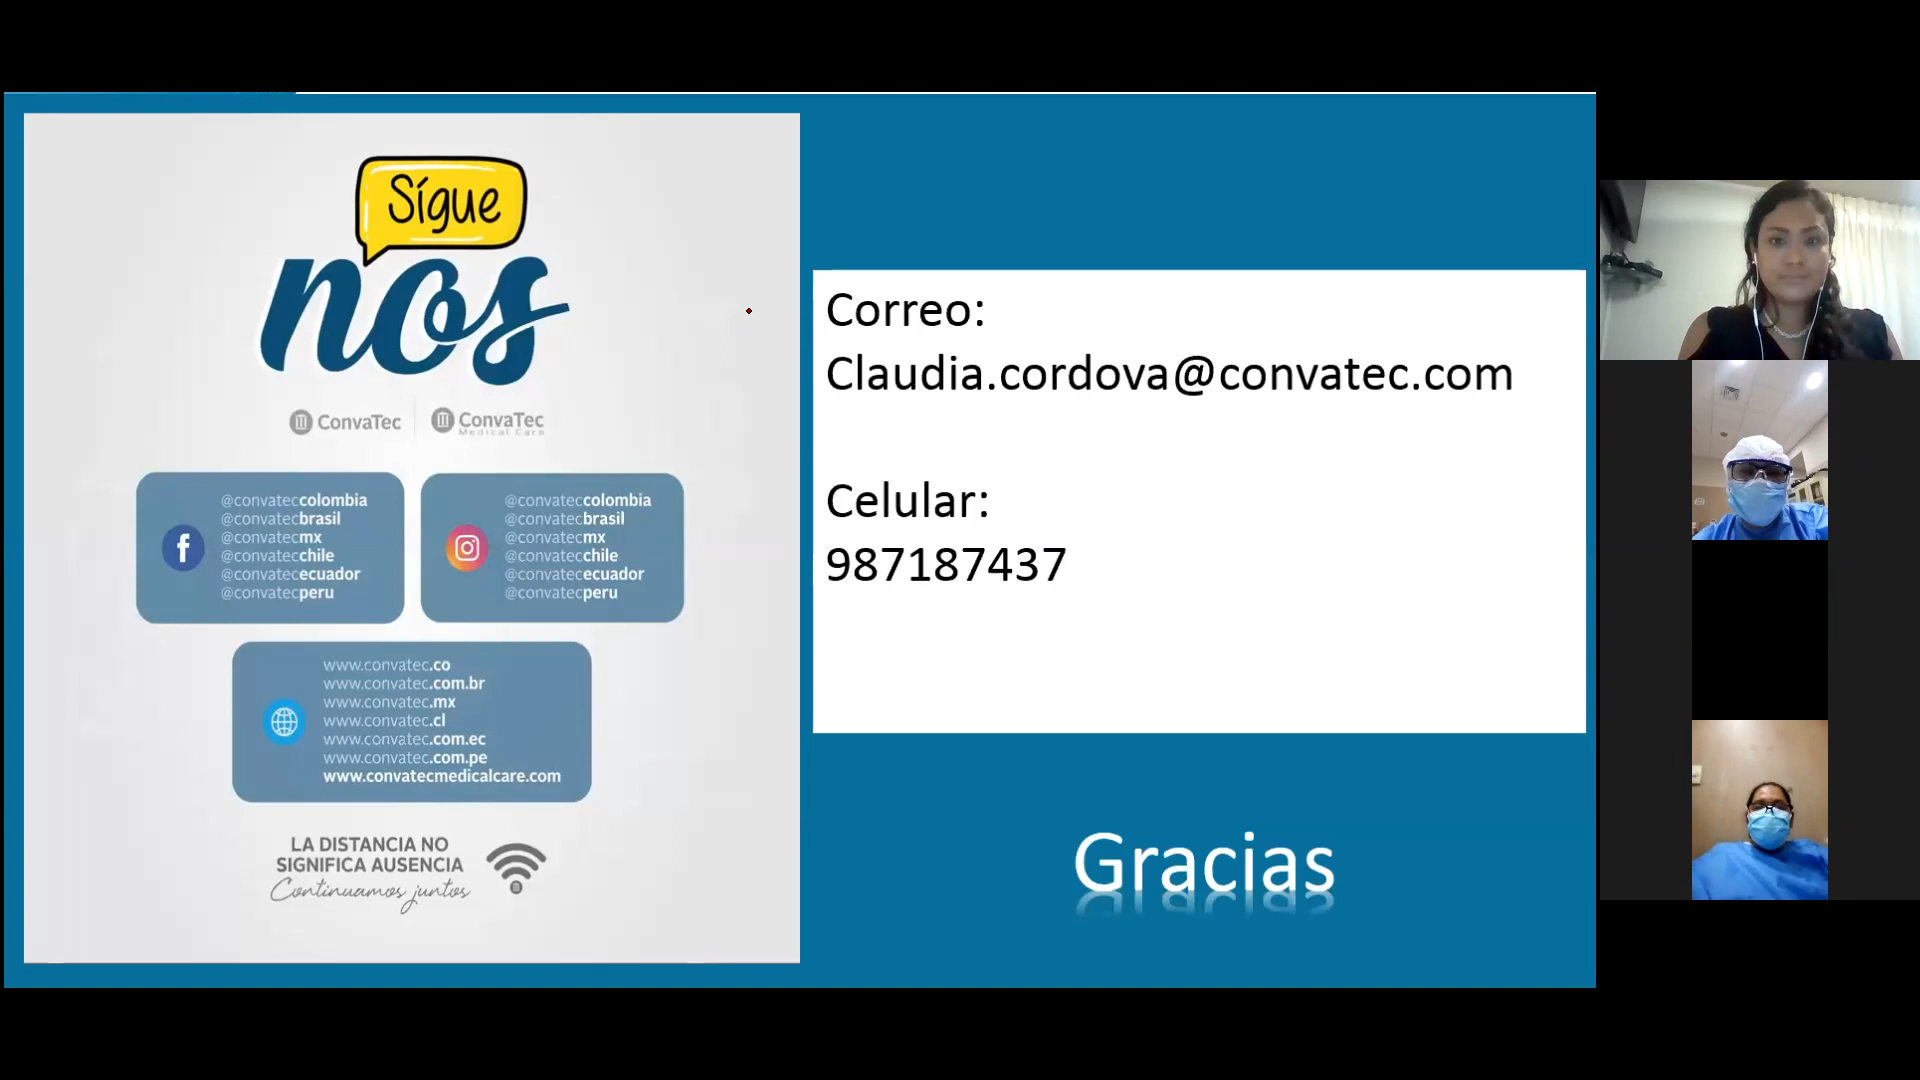 Sígue
nos
ConvaTec
ConvaTec
Medical Care
@convateccolombia
@convatecbrasil
@convatecmx
@convatecchile
@convatececuador
@convatecperu
@convateccolombia
@convatecbrasil
@convatecmx
@convatecchile
@convatececuador
@convatecperu
www.convatec.co
www.convatec.com.br
www.convatec.mx
www.convatec.cl
www.convatec.com.ec
www.convatec.com.pe
www.convatecmedicalcare.com
LA DISTANCIA NO
SIGNIFICA AUSENCIA
Continuamos juntos
Correo:
Claudia.cordova@convatec.com
Celular:
987187437
Gracias